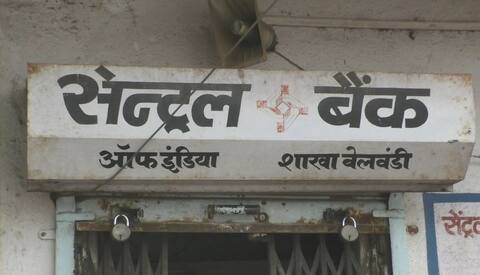 सेन्ट्रल बैंक
ऑफ इंडिया शाखा बेलवंडी
सेंट्र